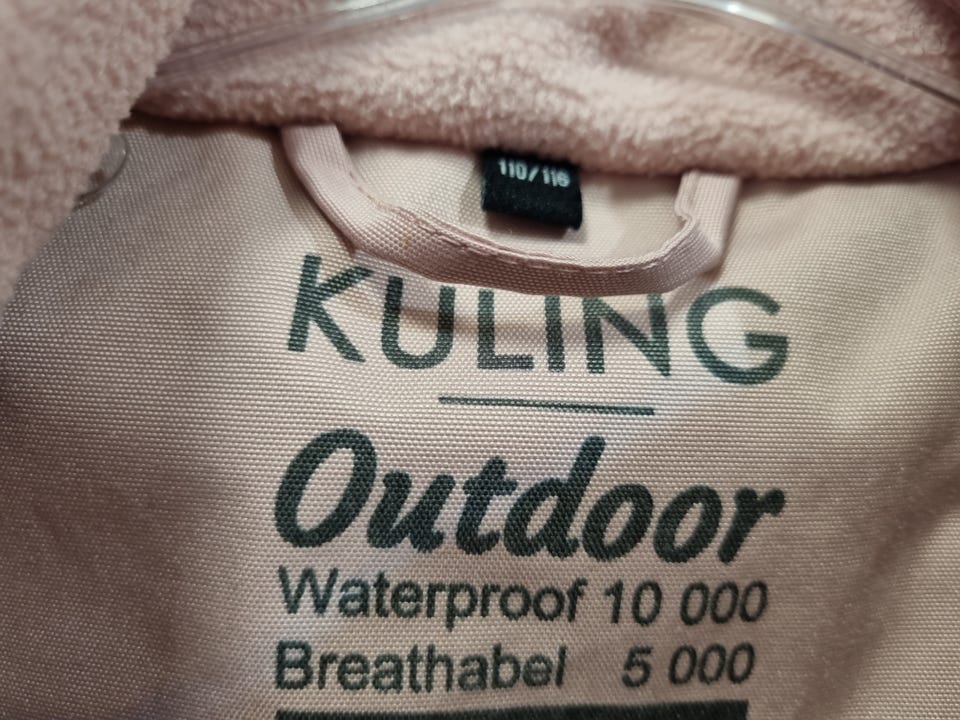 110/116
KULING
Outdoor
Waterproof 10 000
Breathabel 5 000